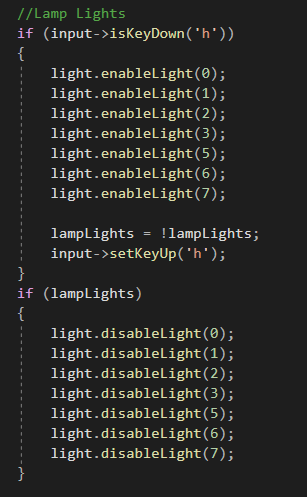 //Lamp Lights
if (input->isKeyDown('h'))
{
    light.enableLight(0);
    light.enableLight(1);
    light.enableLight(2);
    light.enableLight(3);
    light.enableLight(5);
    light.enableLight(6);
    light.enableLight(7);

    lampLights = !lampLights;
    input->setKeyUp('h');
}
if (lampLights)
{
    light.disableLight(0);
    light.disableLight(1);
    light.disableLight(2);
    light.disableLight(3);
    light.disableLight(5);
    light.disableLight(6);
    light.disableLight(7);
}